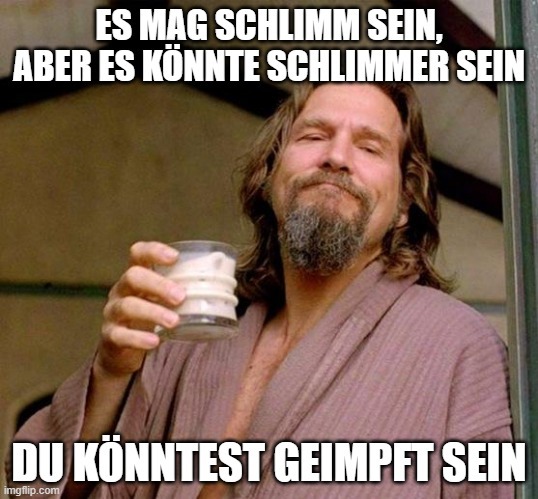 ES MAG SCHLIMM SEIN,
ABER ES KÖNNTE SCHLIMMER SEIN
DU KÖNNTEST GEIMPFT SEIN
imgflip.com